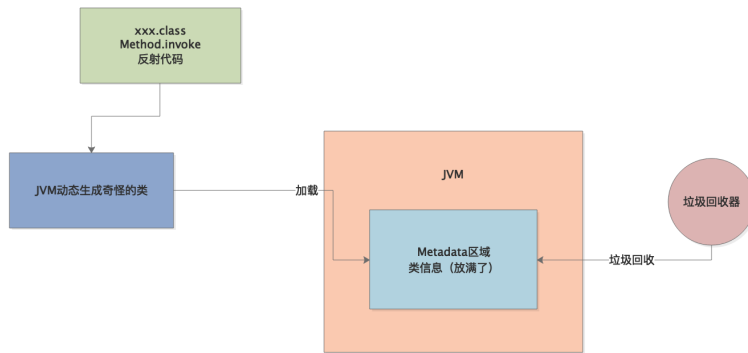 xxx.class
Method.invoke
反射代码
JVM动态生成奇怪的类
加载
JVM
Metadata区域
类信息（放满了）
垃圾回收
垃圾回收器